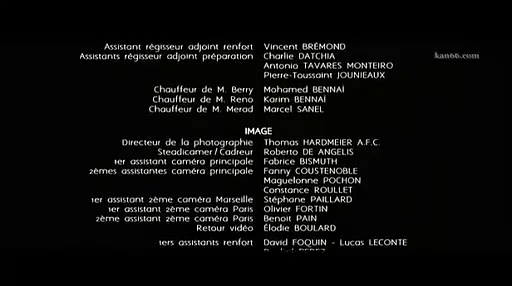 Assistant régisseur adjoint renfort Vincent BRÉMOND
Assistants régisseur adjoint préparation Charlie DATCHIA
kan66.com
Antonio TAVARES MONTEIRO
Pierre-Toussaint JOUNIEAUX
Chauffeur de M. Berry Mohamed BENNAÏ
Chauffeur de M. Reno Karim BENNAÏ
Chauffeur de M. Merad Marcel SANEL
IMAGE
Directeur de la photographie Thomas HARDMEIER A.F.C.
Steadicamer/Cadreur Roberto DE ANGELIS
1er assistant caméra principale Fabrice BISMUTH
2èmes assistantes caméra principale Fanny COUSTENOBLE
Maguelonne POCHON
Constance ROULLET
1er assistant 2ème caméra Marseille Stéphane PAILLARD
1er assistant 2ème caméra Paris Olivier FORTIN
2ème assistant 2ème caméra Paris Benoit PAIN
Retour vidéo Élodie BOULARD
1ers assistants renfort David FOQUIN - Lucas LECONTE